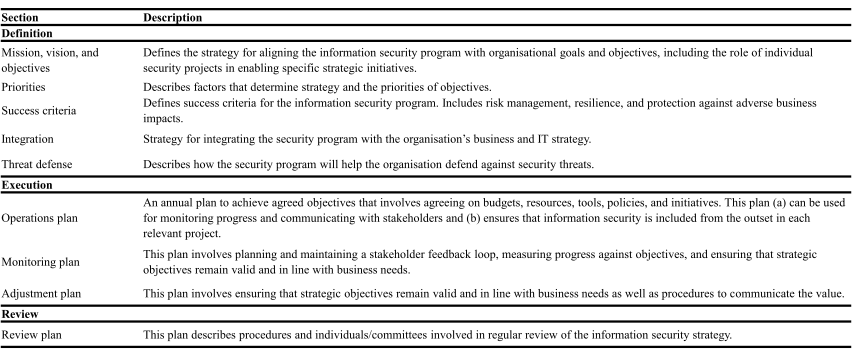 Section Description
Definition
Mission, vision, and Defines the strategy for aligning the information security program with organisational goals and objectives, including the role of individual
objectives security projects in enabling specific strategic initiatives.
Priorities Describes factors that determine strategy and the priorities of objectives.
Success criteria Defines success criteria for the information security program. Includes risk management, resilience, and protection against adverse business
impacts.
Integration Strategy for integrating the security program with the organisation's business and IT strategy.
Threat defense Describes how the security program will help the organisation defend against security threats.
Execution
An annual plan to achieve agreed objectives that involves agreeing on budgets, resources, tools, policies, and initiatives. This plan (a) can be used
Operations plan for monitoring progress and communicating with stakeholders and (b) ensures that information security is included from the outset in each
relevant project.
Monitoring plan This plan involves planning and maintaining a stakeholder feedback loop, measuring progress against objectives, and ensuring that strategic
objectives remain valid and in line with business needs.
Adjustment plan This plan involves ensuring that strategic objectives remain valid and in line with business needs as well as procedures to communicate the value.
Review
Review plan This plan describes procedures and individuals/committees involved in regular review of the information security strategy.